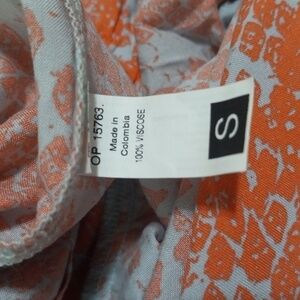 OP 15763.
Made in
Colombia
100% VISCOSE
S